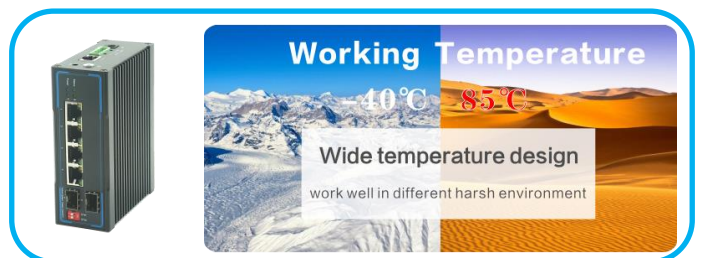 Working Temperature
-40℃ 85℃
Wide temperature design
work well in different harsh environment